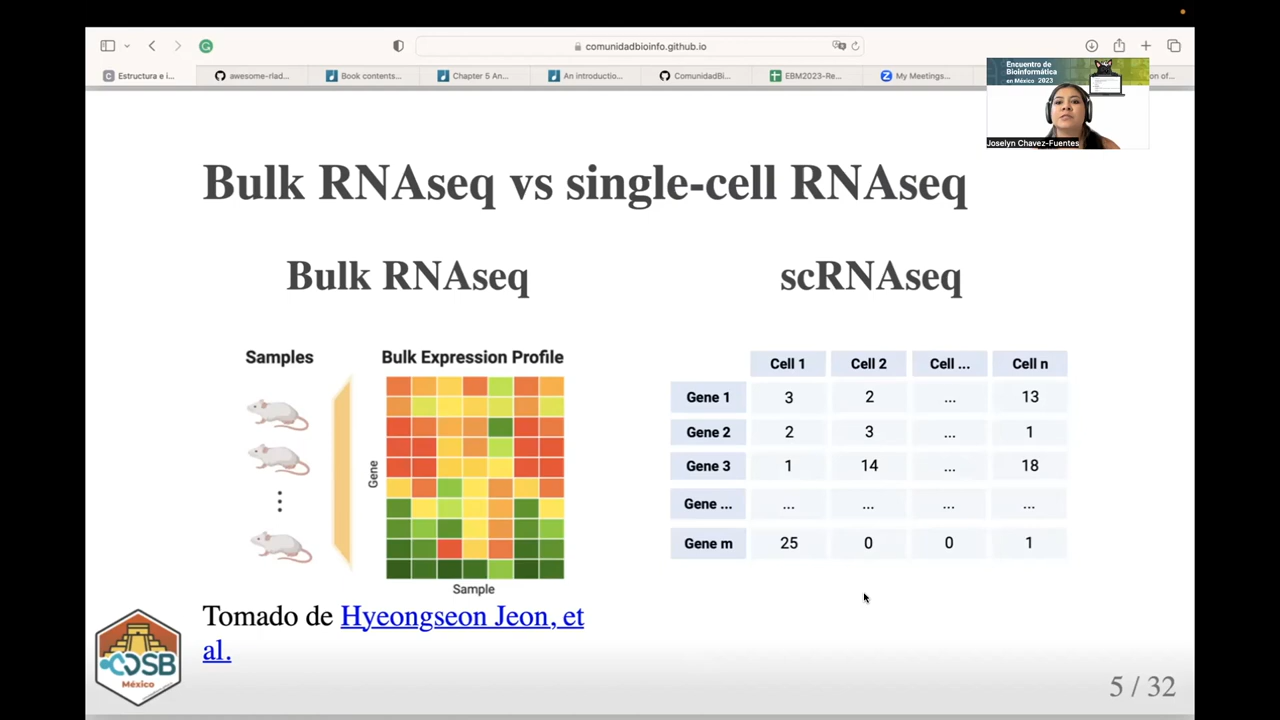 comunidadbioinfo.github.io
Estructura e i...
awesome-rlad...
Book contents...
Chapter 5 An...
An introductio...
ComunidadBi...
EBM2023-Re...
My Meetings...
on of...
Encuentro de
BioInformática
en México 2023
Joselyn Chavez-Fuentes
Bulk RNAseq vs single-cell RNAseq
Bulk RNAseq
scRNAseq
Samples
Bulk Expression Profile
Gene
Sample
Cell 1 Cell 2 Cell ... Cell n
Gene 1 3 2 ... 13
Gene 2 2 3 ... 1
Gene 3 1 14 ... 18
Gene ... ... ... ... ...
Gene m 25 0 0 1
Tomado de Hyeongseon Jeon, et
al.
CDSB
México
5 / 32